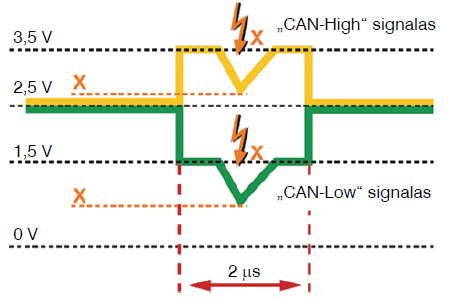 „CAN-High“ signalas
3,5 V
X
2,5 V
X
1,5 V
X
X
„CAN-Low“ signalas
0 V
2 µs